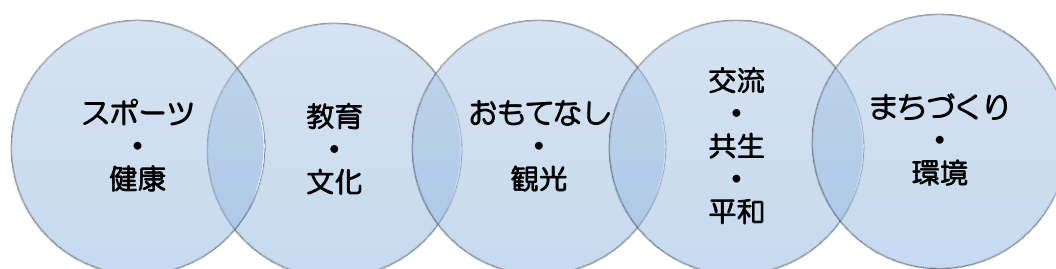 スポーツ
・
健康
教育
・
文化
おもてなし
・
観光
交流
・
共生
・
平和
まちづくり
・
環境